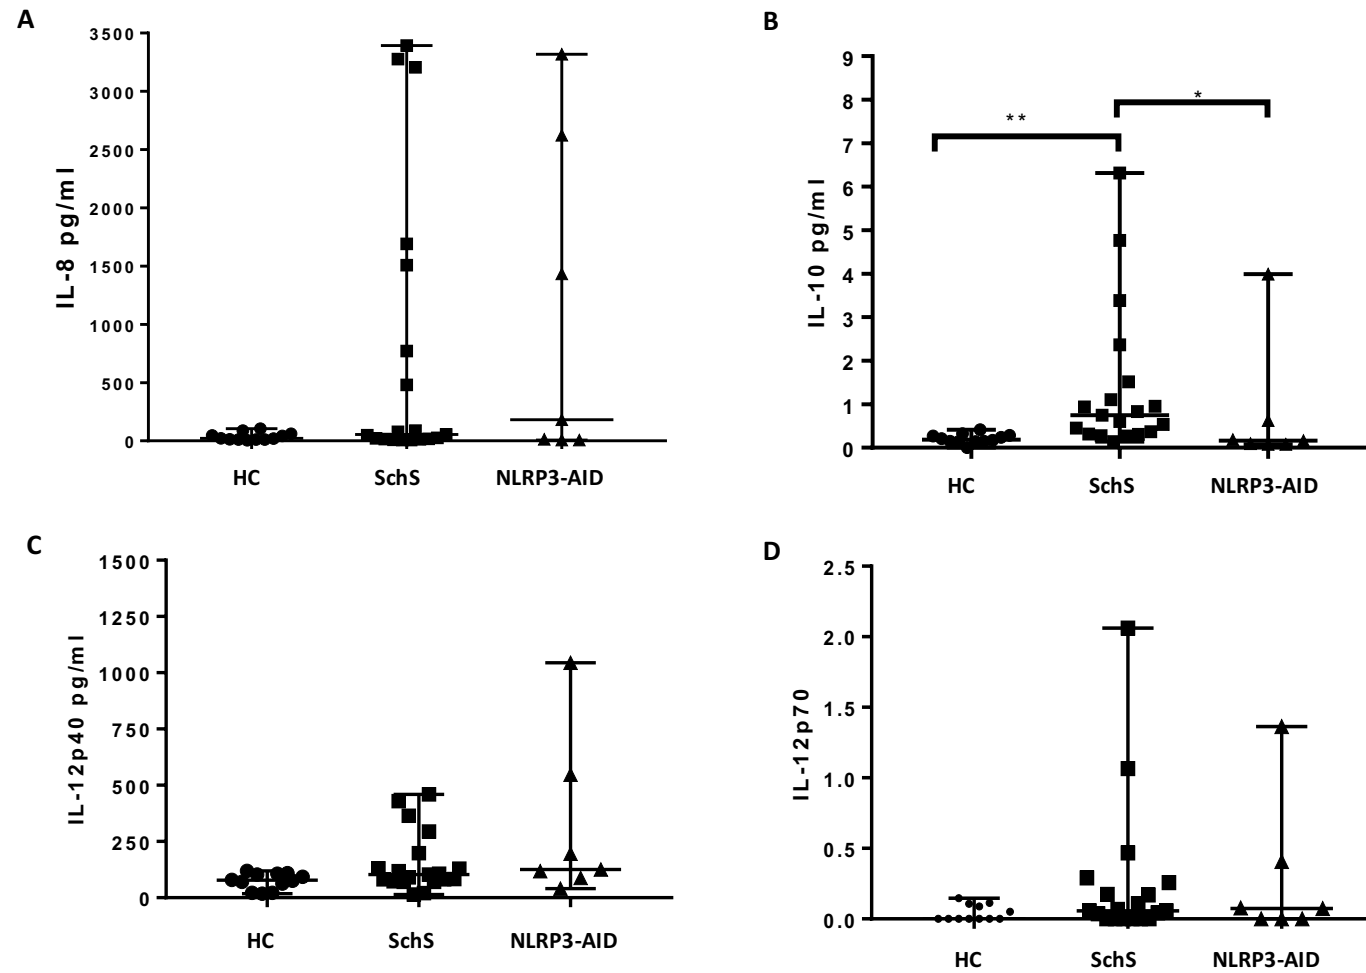 A
IL-8 pg/ml
3500
3000
2500
2000
1500
1000
500
0
HC SchS NLRP3-AID
B
IL-10 pg/ml
9
8
7
6
5
4
3
2
1
0
**
*
HC SchS NLRP3-AID
C
IL-12p40 pg/ml
1500
1250
1000
750
500
250
0
HC SchS NLRP3-AID
D
IL-12p70
2.5
2.0
1.5
1.0
0.5
0.0
HC SchS NLRP3-AID